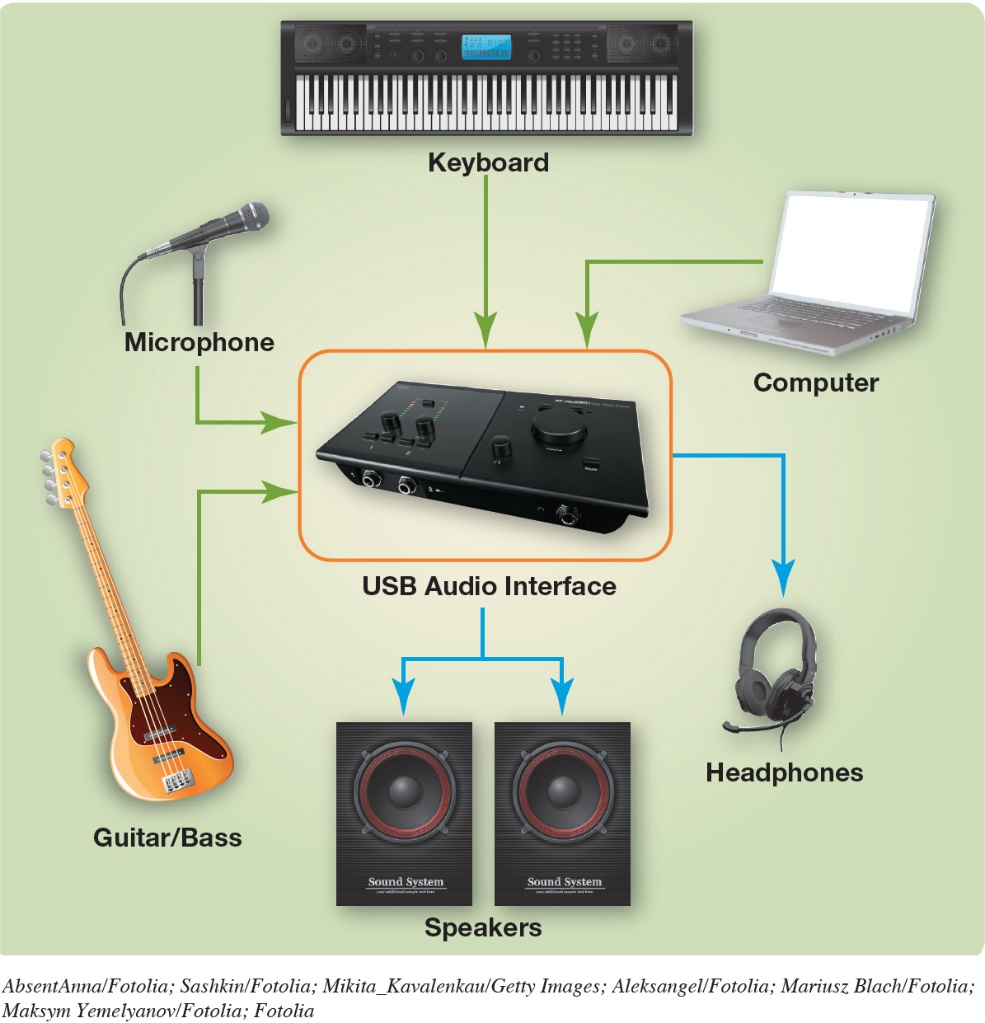 Keyboard
Microphone
Computer
USB Audio Interface
Headphones
Guitar/Bass
Sound System
Sound System
Speakers
AbsentAnna/Fotolia; Sashkin/Fotolia; Mikita_Kavalenkau/Getty Images; Aleksangel/Fotolia; Mariusz Blach/Fotolia;
Maksym Yemelyanov/Fotolia; Fotolia